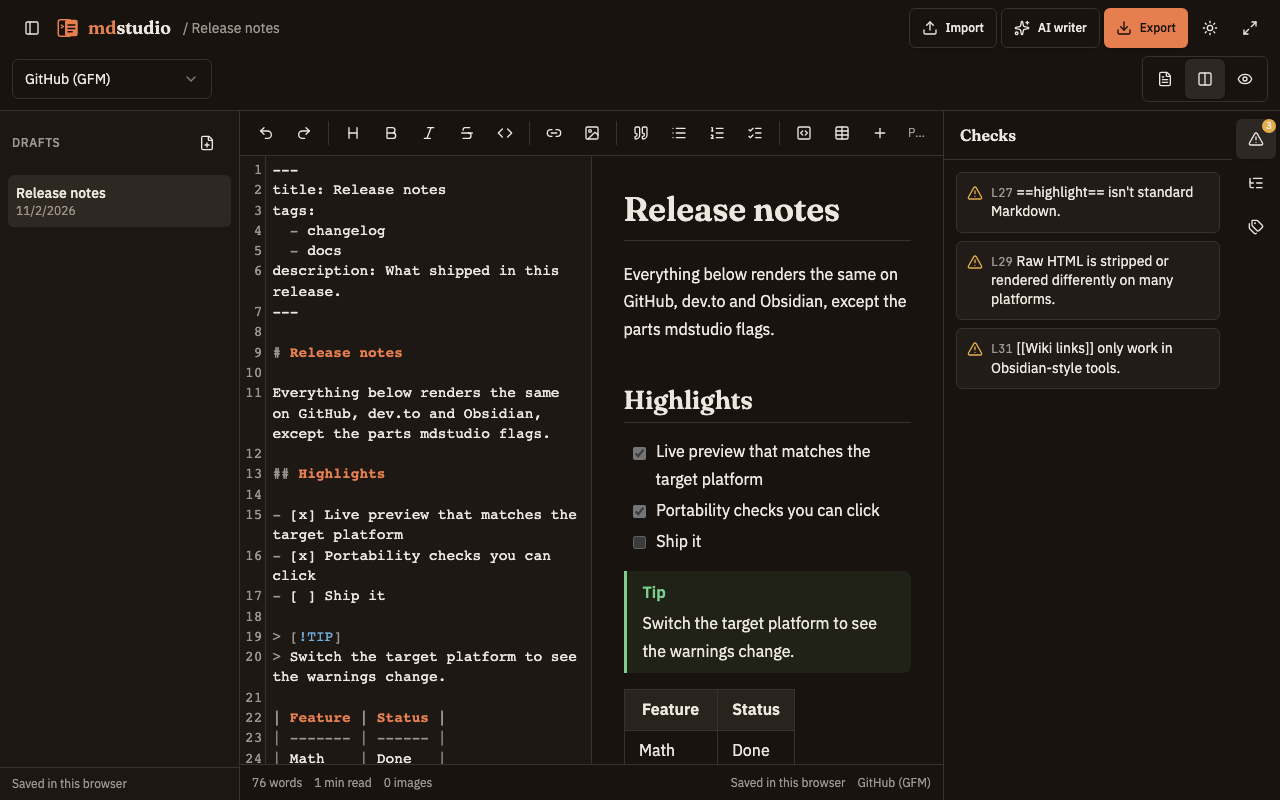 mdstudio / Release notes
Import
AI writer
Export
GitHub (GFM)
DRAFTS
Release notes
11/2/2026
Saved in this browser
P...
1 ---
2 title: Release notes
3 tags:
4   - changelog
5   - docs
6 description: What shipped in this
release.
7 ---
8
9 # Release notes
10
11 Everything below renders the same
on GitHub, dev.to and Obsidian,
except the parts mdstudio flags.
12
13 ## Highlights
14
15 - [x] Live preview that matches the
target platform
16 - [x] Portability checks you can
click
17 - [ ] Ship it
18
19 > [!TIP]
20 > Switch the target platform to see
the warnings change.
21
22 | Feature | Status |
23 | ------- | ------ |
24 | Math    | Done   |
Release notes
Everything below renders the same on
GitHub, dev.to and Obsidian, except the
parts mdstudio flags.
Highlights
Live preview that matches the
target platform
Portability checks you can click
Ship it
Tip
Switch the target platform to see
the warnings change.
Feature Status
Math Done
76 words 1 min read 0 images
Saved in this browser GitHub (GFM)
Checks
3
L27 ==highlight== isn't standard
Markdown.
L29 Raw HTML is stripped or
rendered differently on many
platforms.
L31 [[Wiki links]] only work in
Obsidian-style tools.